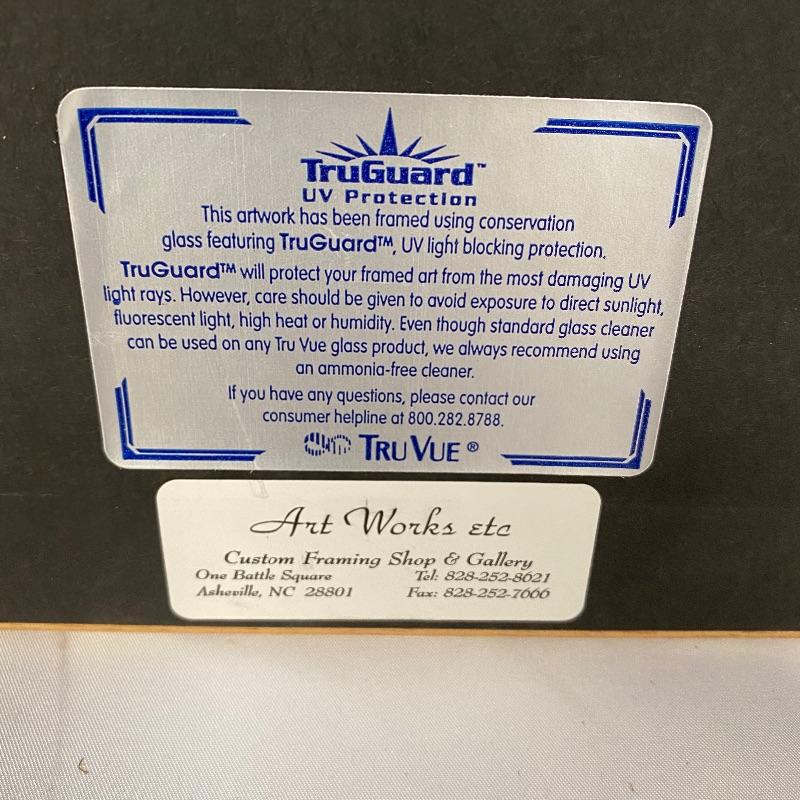 TruGuard™
UV Protection
This artwork has been framed using conservation
glass featuring TruGuard™, UV light blocking protection.
TruGuard™ will protect your framed art from the most damaging UV
light rays. However, care should be given to avoid exposure to direct sunlight,
fluorescent light, high heat or humidity. Even though standard glass cleaner
can be used on any Tru Vue glass product, we always recommend using
an ammonia-free cleaner.
If you have any questions, please contact our
consumer helpline at 800.282.8788.
TRU VUE ®
Art Works etc
Custom Framing Shop & Gallery
One Battle Square Tel: 828-252-8621
Asheville, NC 28801 Fax: 828-252-7666